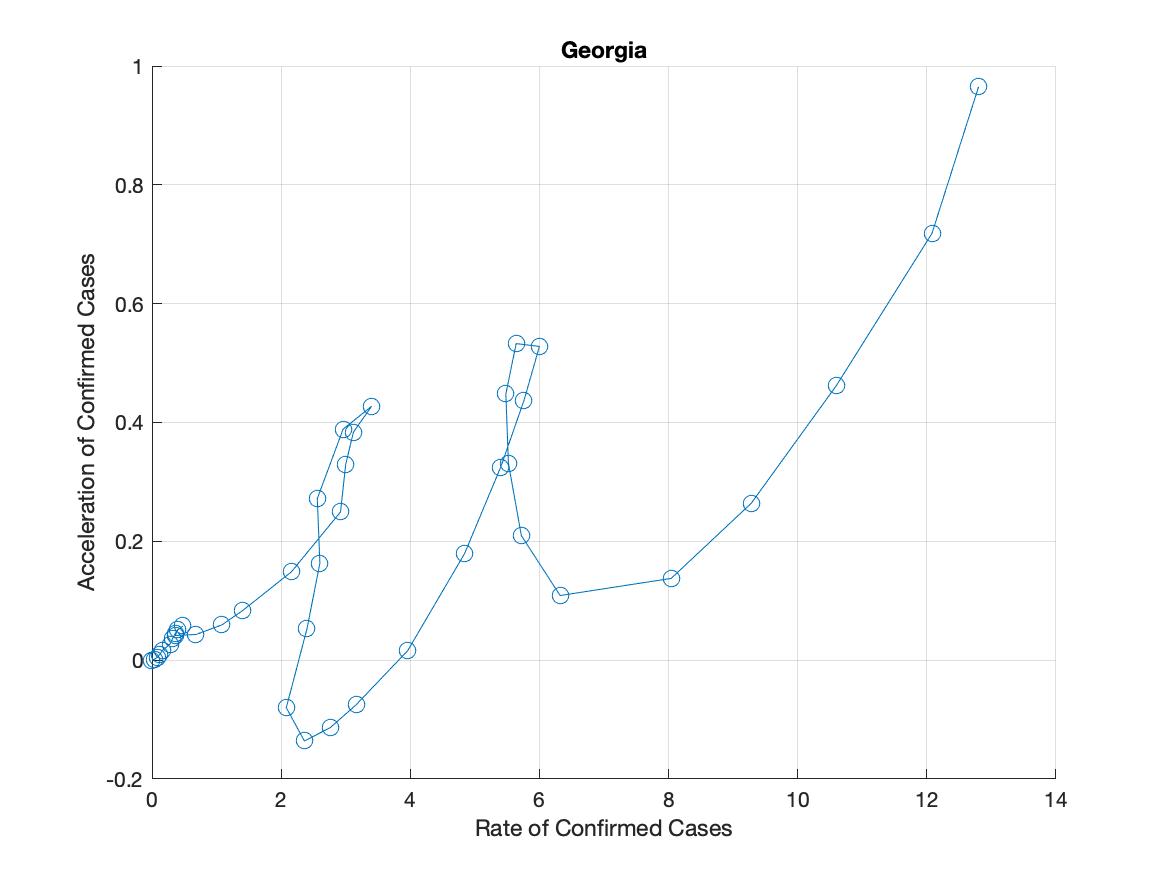 Georgia
1
0.8
0.6
0.4
0.2
0
-0.2
0 2 4 6 8 10 12 14
Acceleration of Confirmed Cases
Rate of Confirmed Cases